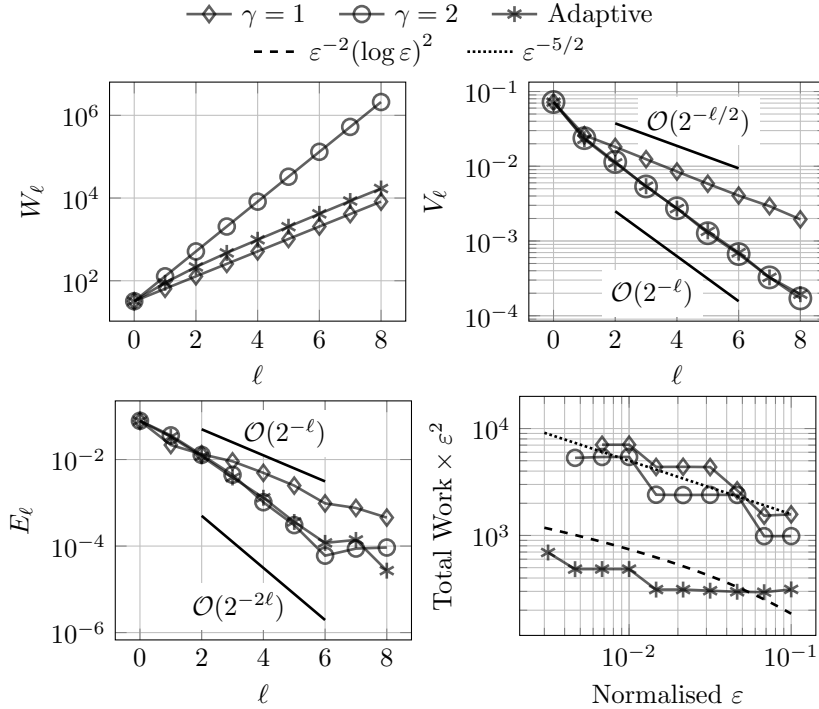 γ = 1 γ = 2 Adaptive
ε^{-2}(log ε)^2 ε^{-5/2}
10^6
10^4
10^2
W_ℓ
0 2 4 6 8
ℓ
10^{-1}
10^{-2}
10^{-3}
10^{-4}
V_ℓ
O(2^{-ℓ/2})
O(2^{-ℓ})
0 2 4 6 8
ℓ
10^{-2}
10^{-4}
10^{-6}
E_ℓ
O(2^{-ℓ})
O(2^{-2ℓ})
0 2 4 6 8
ℓ
10^4
10^3
Total Work × ε^2
10^{-2} 10^{-1}
Normalised ε